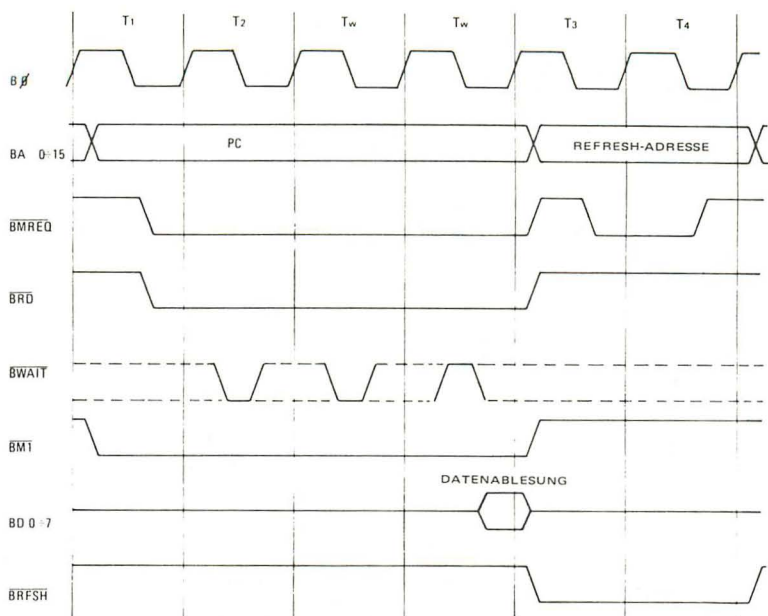 T1 T2 Tw Tw T3 T4
BØ
BA 0÷15 PC REFRESH-ADRESSE
BMREQ
BRD
BWAIT
BM1
DATENABLESUNG
BD 0÷7
BRFSH